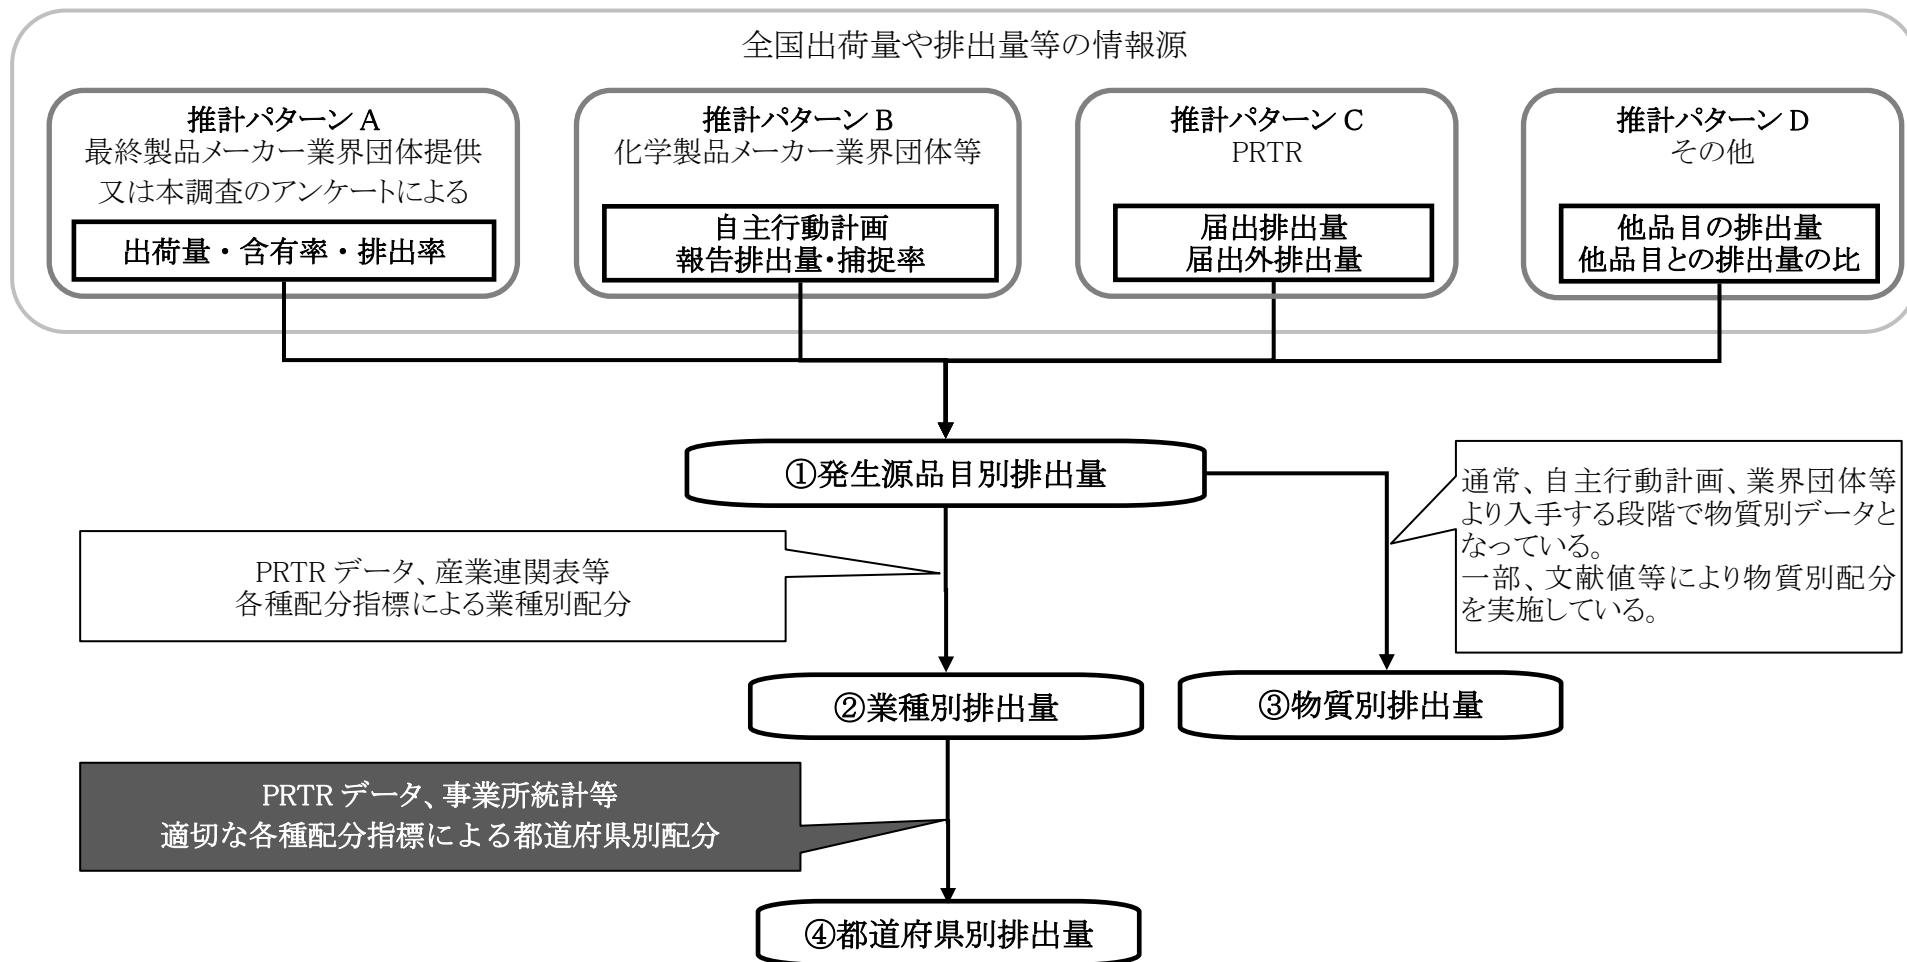 全国出荷量や排出量等の情報源
推計パターン A
最終製品メーカー業界団体提供
又は本調査のアンケートによる
出荷量・含有率・排出率
推計パターン B
化学製品メーカー業界団体等
自主行動計画
報告排出量・捕捉率
推計パターン C
PRTR
届出排出量
届出外排出量
推計パターン D
その他
他品目の排出量
他品目との排出量の比
①発生源品目別排出量
通常、自主行動計画、業界団体等
より入手する段階で物質別データと
なっている。
一部、文献値等により物質別配分
を実施している。
PRTR データ、産業連関表等
各種配分指標による業種別配分
②業種別排出量
③物質別排出量
PRTR データ、事業所統計等
適切な各種配分指標による都道府県別配分
④都道府県別排出量